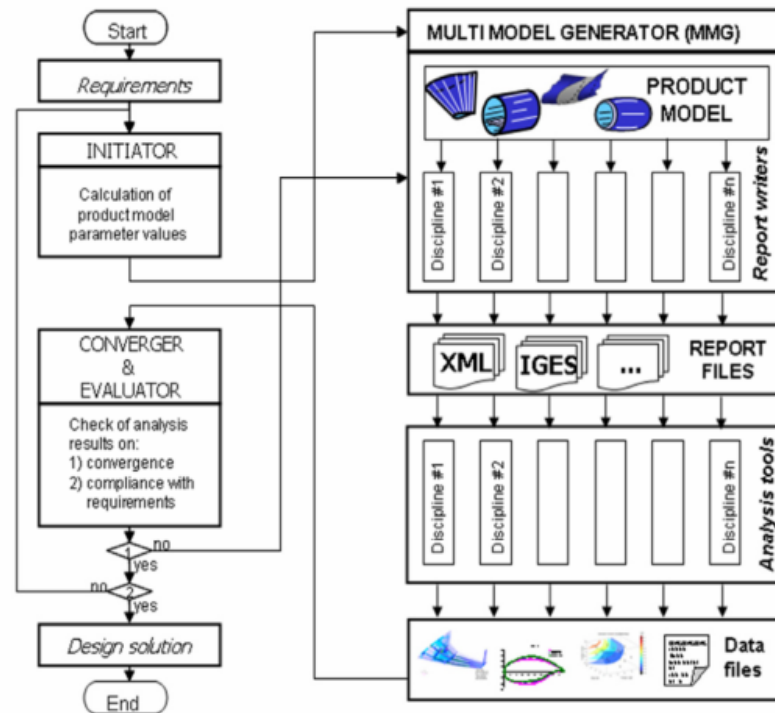 Start
Requirements
INITIATOR
Calculation of
product model
parameter values
CONVERGER
&
EVALUATOR
Check of analysis
results on:
1) convergence
2) compliance with
requirements
1
no
yes
no
2
yes
Design solution
End
MULTI MODEL GENERATOR (MMG)
PRODUCT
MODEL
Discipline #1
Discipline #2
Discipline #n
Report writers
XML
IGES
...
REPORT
FILES
Discipline #1
Discipline #2
Discipline #n
Analysis tools
Data
files